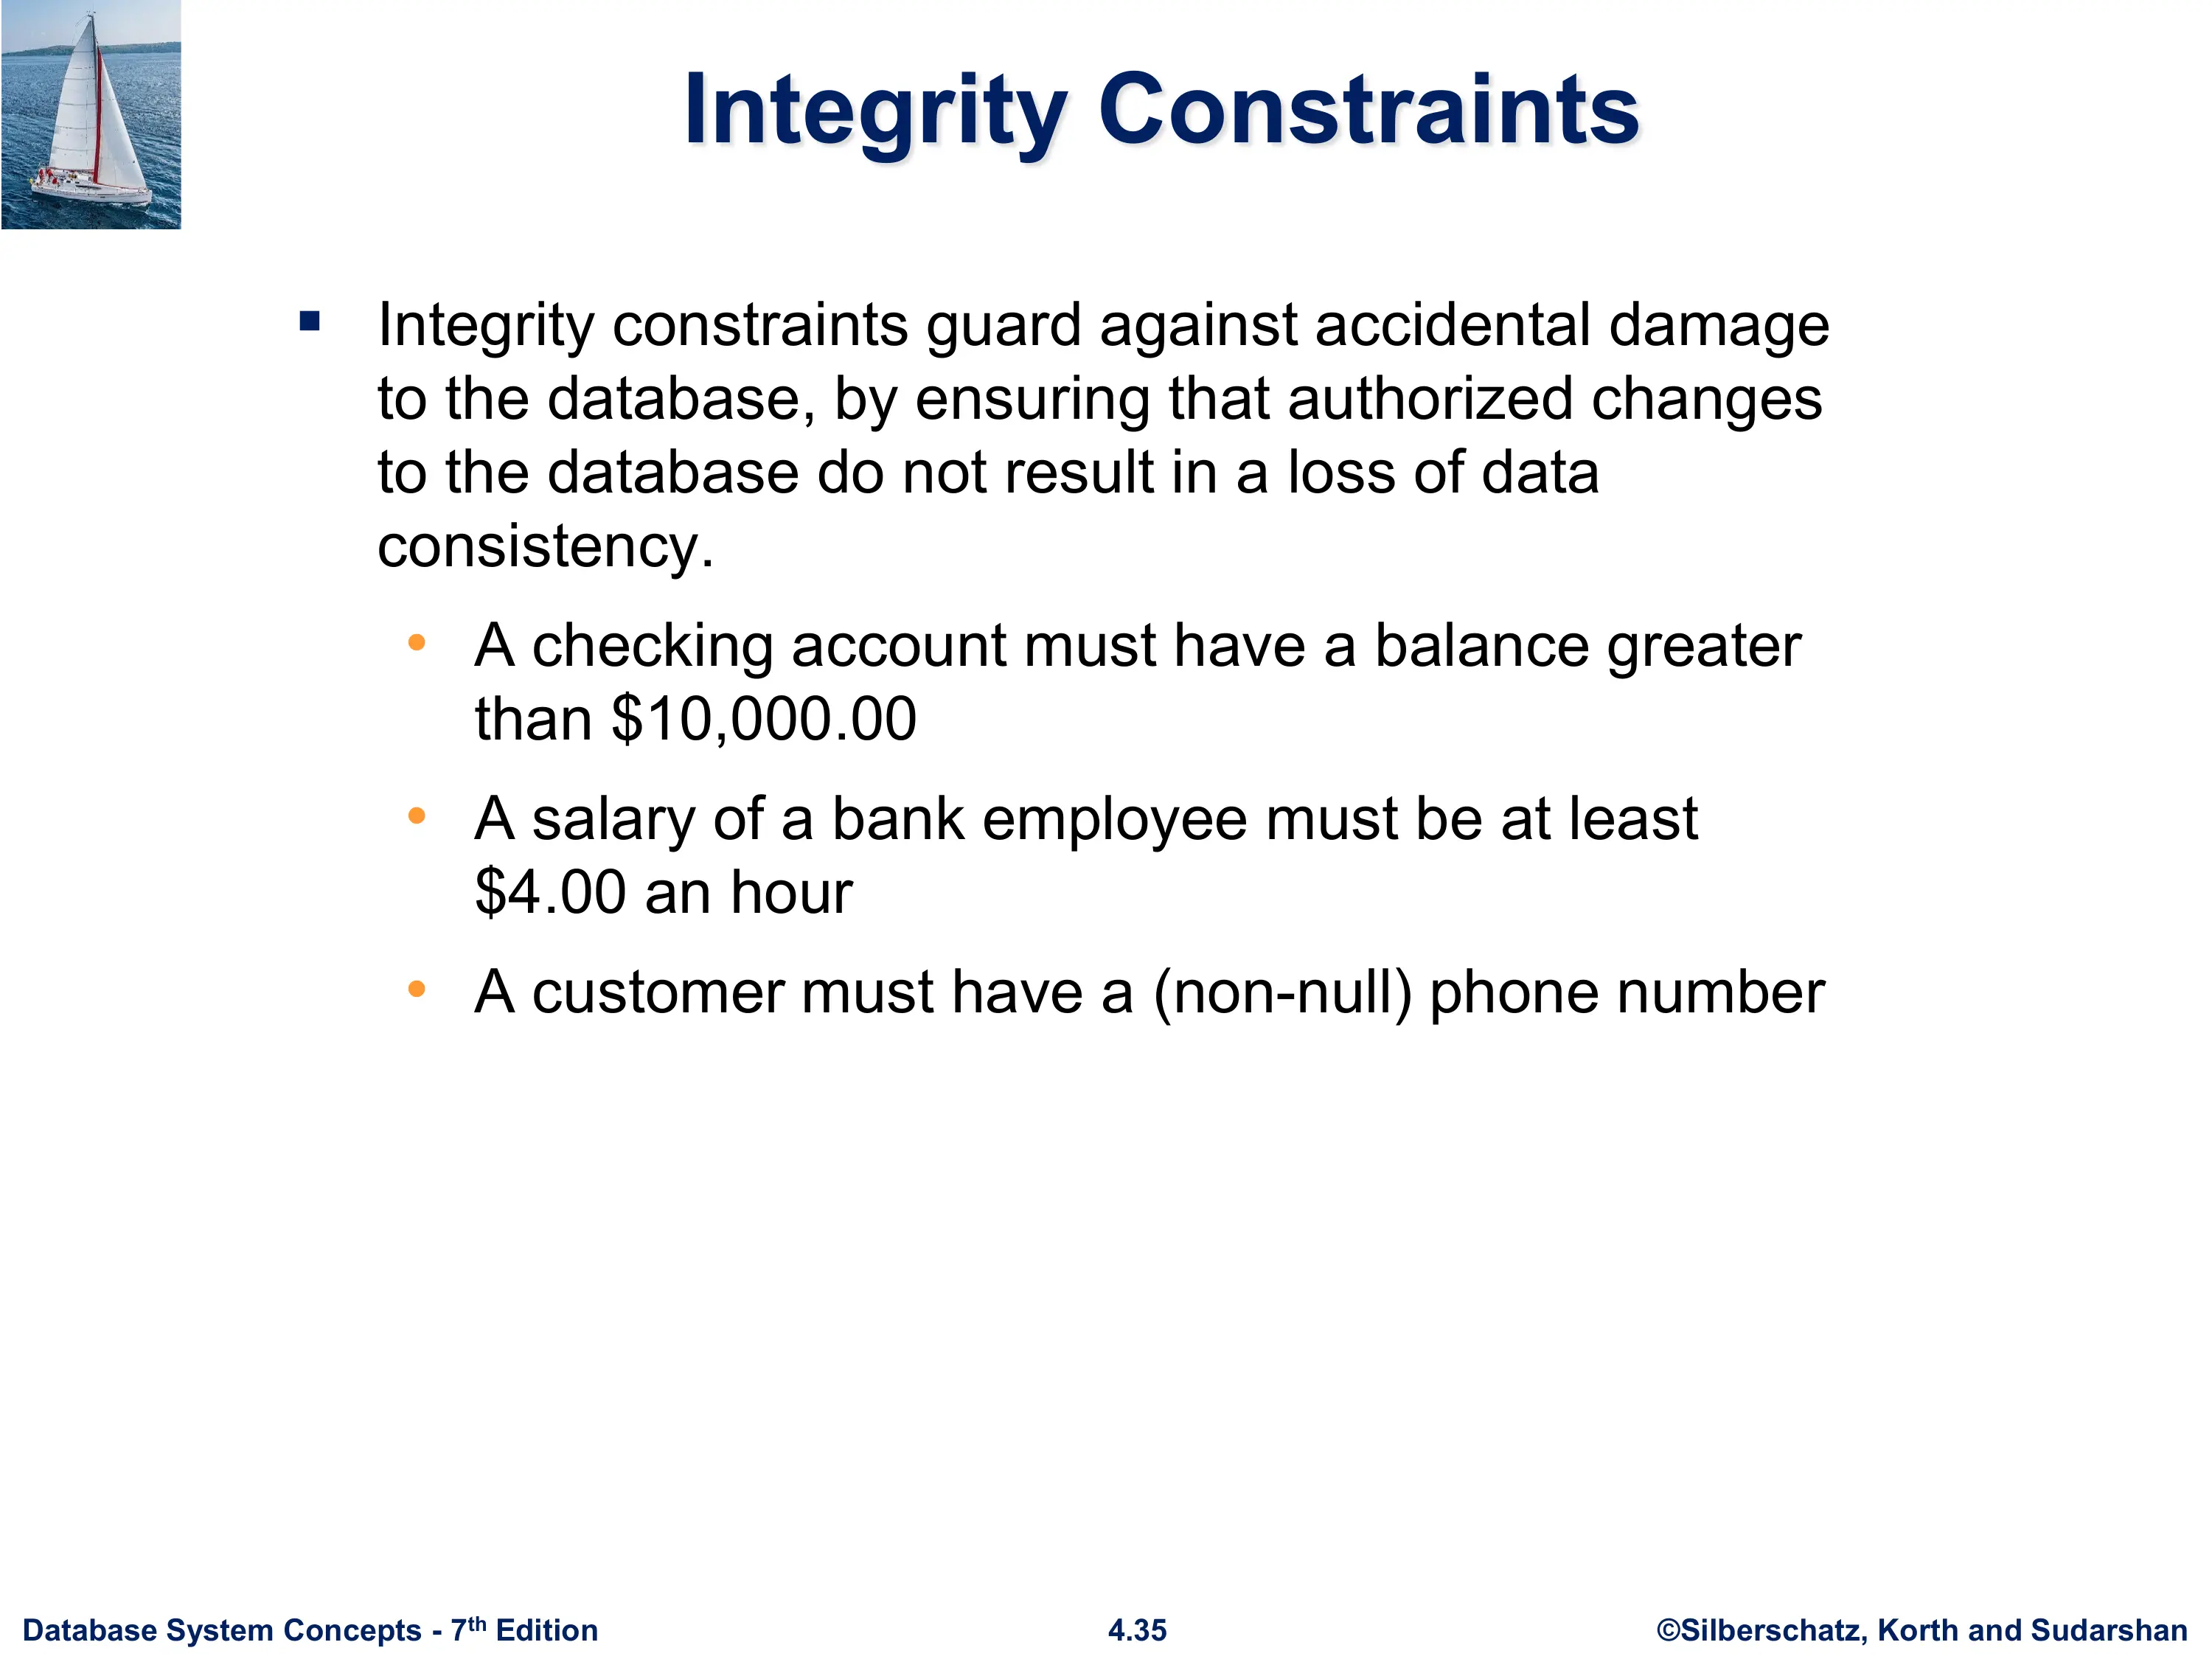 Integrity Constraints
▪ Integrity constraints guard against accidental damage
to the database, by ensuring that authorized changes
to the database do not result in a loss of data
consistency.
• A checking account must have a balance greater
than $10,000.00
• A salary of a bank employee must be at least
$4.00 an hour
• A customer must have a (non-null) phone number
Database System Concepts - 7th Edition
4.35
©Silberschatz, Korth and Sudarshan